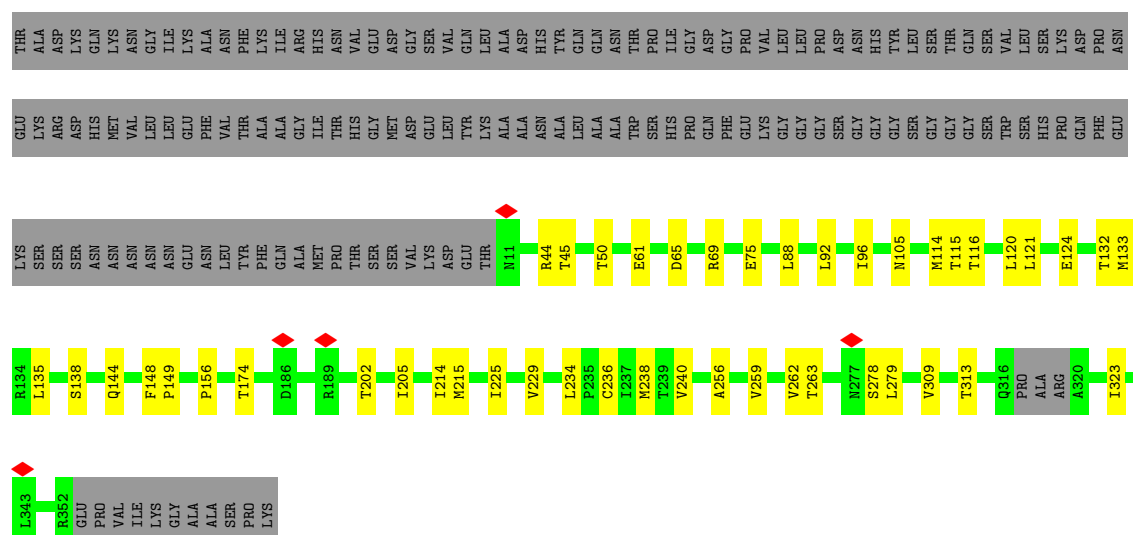 THR ALA ASP LYS GLN LYS ASN GLY ILE LYS ALA ASN PHE LYS ILE ARG HIS ASN VAL GLU ASP GLY SER VAL GLN LEU ALA ASP HIS TYR GLN GLN ASN THR PRO ILE GLY ASP GLY PRO VAL LEU LEU PRO ASP ASN HIS TYR LEU SER THR GLN SER VAL LEU SER LYS ASP PRO ASN
GLU LYS ARG ASP HIS MET VAL LEU LEU GLU PHE VAL THR ALA ALA GLY ILE THR HIS GLY MET ASP GLU LEU TYR LYS ALA ALA ASN ALA LEU ALA ALA TRP SER HIS PRO GLN PHE GLU LYS GLY GLY GLY SER GLY GLY GLY SER GLY GLY GLY SER TRP SER HIS PRO GLN PHE GLU
LYS SER SER SER SER ASN ASN ASN ASN ASN GLU ASN LEU TYR PHE GLN ALA MET PRO THR SER SER VAL LYS ASP GLU THR N11 R44 T45 T50 E61 D65 R69 E75 L88 L92 I96 N105 M114 T115 T116 L120 L121 E124 T132 M133
R134 L135 S138 Q144 F148 P149 P156 T174 D186 R189 T202 I205 I214 M215 I225 V229 L234 P235 C236 I237 M238 T239 V240 A256 V259 V262 T263 N277 S278 L279 V309 T313 Q316 PRO ALA ARG A320 I323
L343 R352 GLU PRO VAL ILE LYS GLY ALA ALA SER PRO LYS